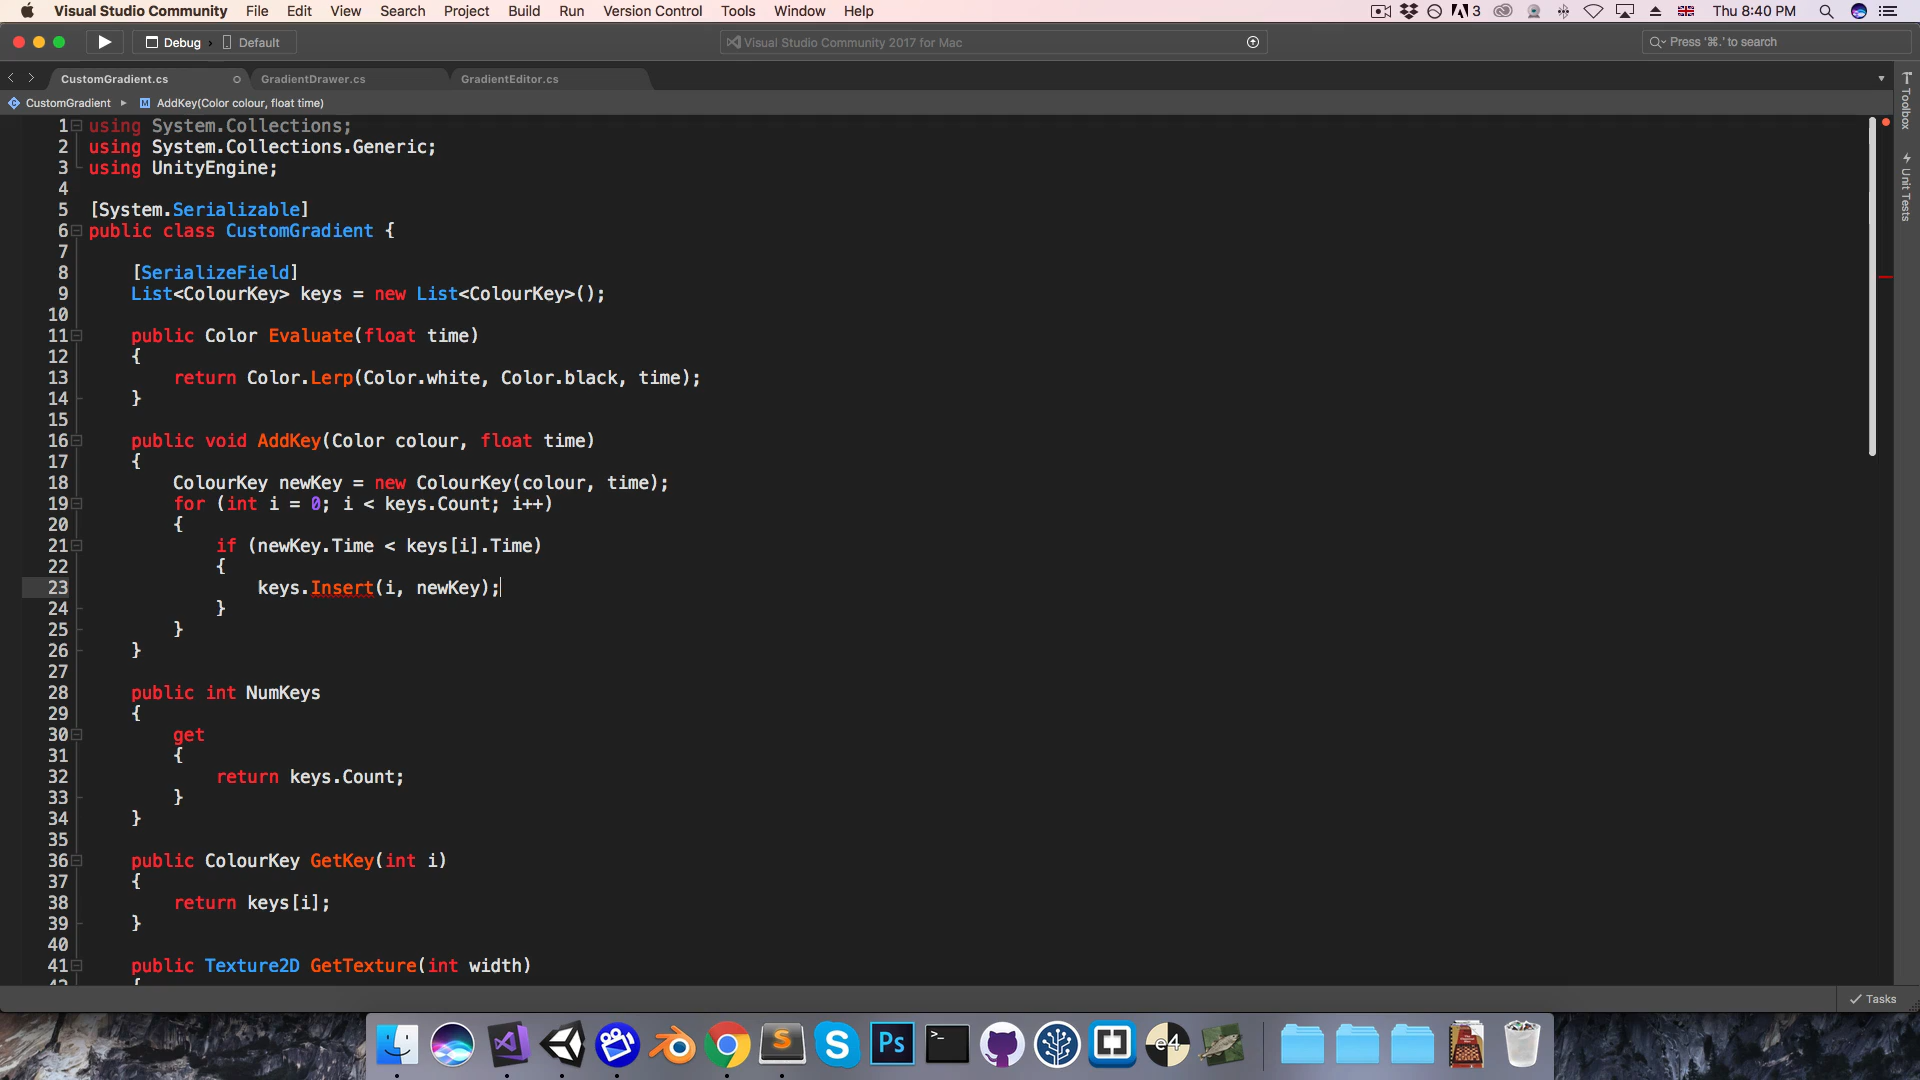 Visual Studio Community File Edit View Search Project Build Run Version Control Tools Window Help 3 Thu 8:40 PM
Debug › Default Visual Studio Community 2017 for Mac Press '⌘.' to search
CustomGradient.cs GradientDrawer.cs GradientEditor.cs
CustomGradient AddKey(Color colour, float time)
Toolbox
Unit Tests
1 using System.Collections;
2 using System.Collections.Generic;
3 using UnityEngine;
4
5 [System.Serializable]
6 public class CustomGradient {
7
8 [SerializeField]
9 List<ColourKey> keys = new List<ColourKey>();
10
11 public Color Evaluate(float time)
12 {
13 return Color.Lerp(Color.white, Color.black, time);
14 }
15
16 public void AddKey(Color colour, float time)
17 {
18 ColourKey newKey = new ColourKey(colour, time);
19 for (int i = 0; i < keys.Count; i++)
20 {
21 if (newKey.Time < keys[i].Time)
22 {
23 keys.Insert(i, newKey);
24 }
25 }
26 }
27
28 public int NumKeys
29 {
30 get
31 {
32 return keys.Count;
33 }
34 }
35
36 public ColourKey GetKey(int i)
37 {
38 return keys[i];
39 }
40
41 public Texture2D GetTexture(int width)
42 {
Tasks
S S Ps >_ e4